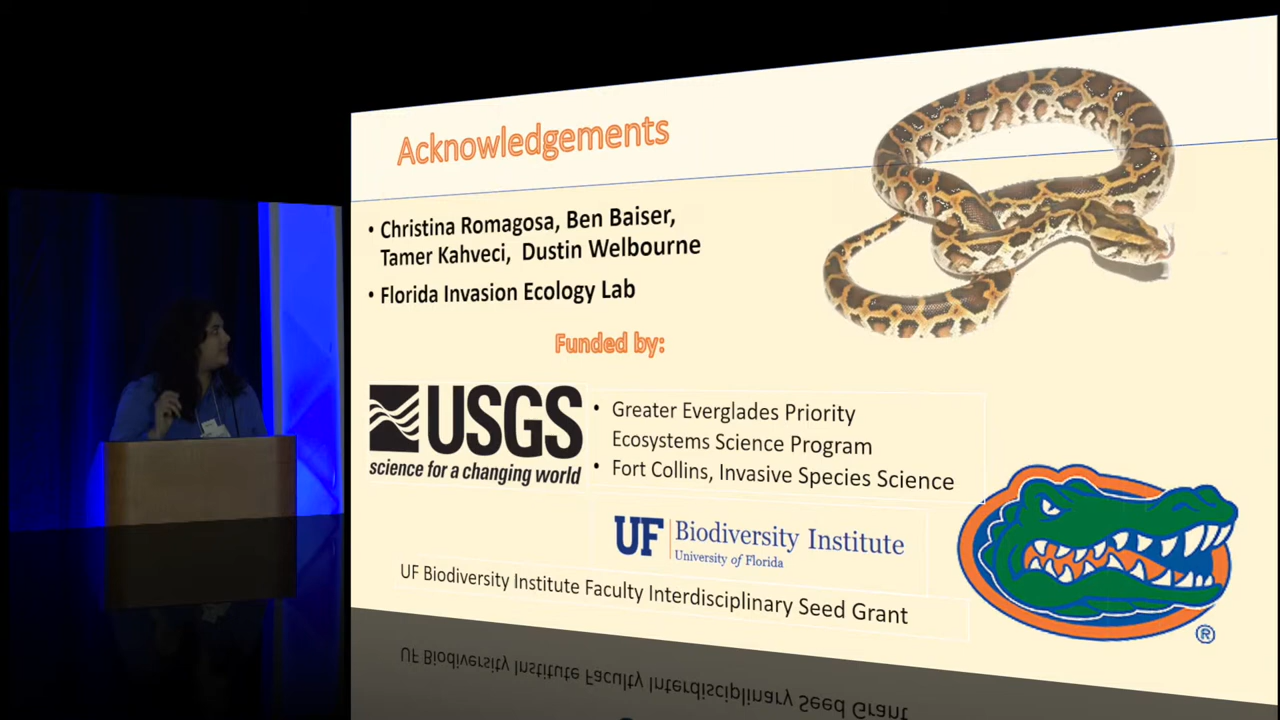 Acknowledgements
• Christina Romagosa, Ben Baiser,
Tamer Kahveci, Dustin Welbourne
• Florida Invasion Ecology Lab
Funded by:
USGS
science for a changing world
• Greater Everglades Priority
Ecosystems Science Program
• Fort Collins, Invasive Species Science
UF Biodiversity Institute
University of Florida
UF Biodiversity Institute Faculty Interdisciplinary Seed Grant
®
UF Biodiversity Institute Faculty Interdisciplinary Seed Grant